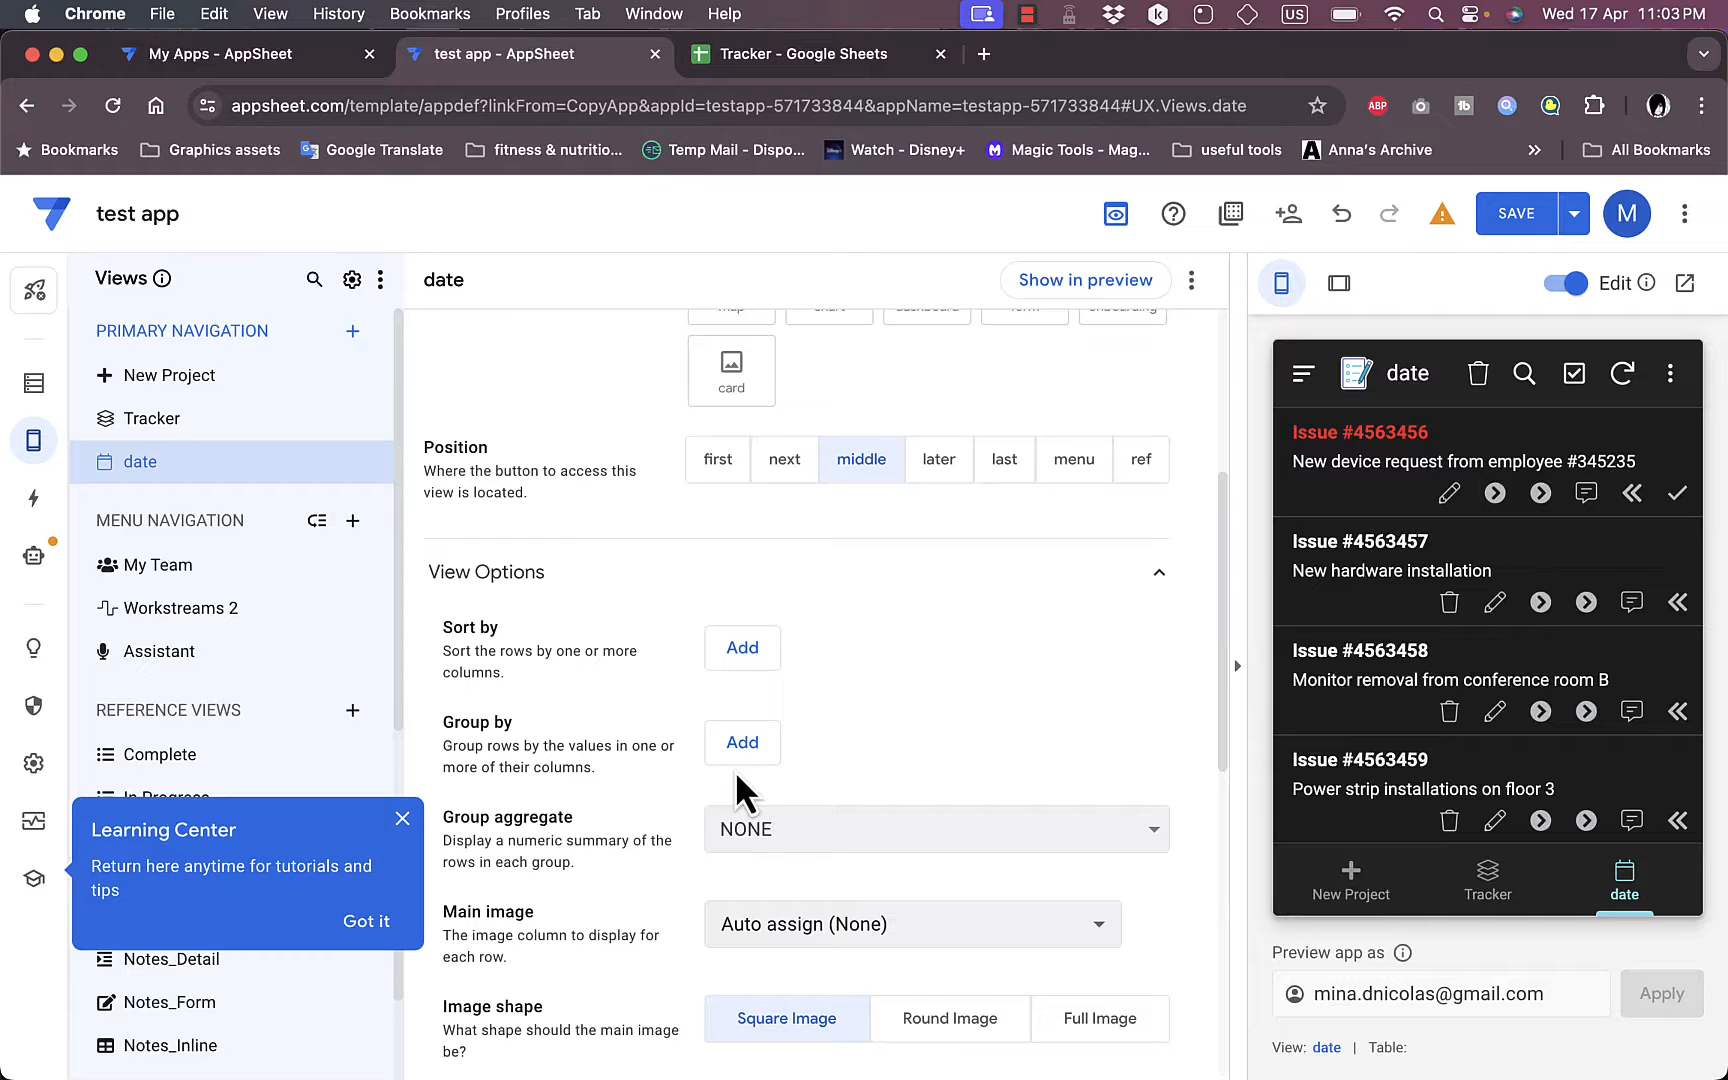 Chrome File Edit View History Bookmarks Profiles Tab Window Help US Wed 17 Apr 11:03 PM
My Apps - AppSheet test app - AppSheet Tracker - Google Sheets
appsheet.com/template/appdef?linkFrom=CopyApp&appId=testapp-571733844&appName=testapp-571733844#UX.Views.date ABP tb
Bookmarks Graphics assets Google Translate fitness & nutritio... Temp Mail - Dispo... Watch - Disney+ Magic Tools - Mag... useful tools Anna's Archive » All Bookmarks
test app
SAVE
M
Views
PRIMARY NAVIGATION
New Project
Tracker
date
MENU NAVIGATION
My Team
Workstreams 2
Assistant
REFERENCE VIEWS
Complete
In Progress
Learning Center
Return here anytime for tutorials and
tips
Got it
Notes_Detail
Notes_Form
Notes_Inline
date
Show in preview
map chart dashboard form onboarding
card
Position
Where the button to access this
view is located.
first next middle later last menu ref
View Options
Sort by
Sort the rows by one or more
columns.
Add
Group by
Group rows by the values in one or
more of their columns.
Add
Group aggregate
Display a numeric summary of the
rows in each group.
NONE
Main image
The image column to display for
each row.
Auto assign (None)
Image shape
What shape should the main image
be?
Square Image Round Image Full Image
Edit
date
Issue #4563456
New device request from employee #345235
Issue #4563457
New hardware installation
Issue #4563458
Monitor removal from conference room B
Issue #4563459
Power strip installations on floor 3
New Project Tracker date
Preview app as
mina.dnicolas@gmail.com
Apply
View: date | Table: